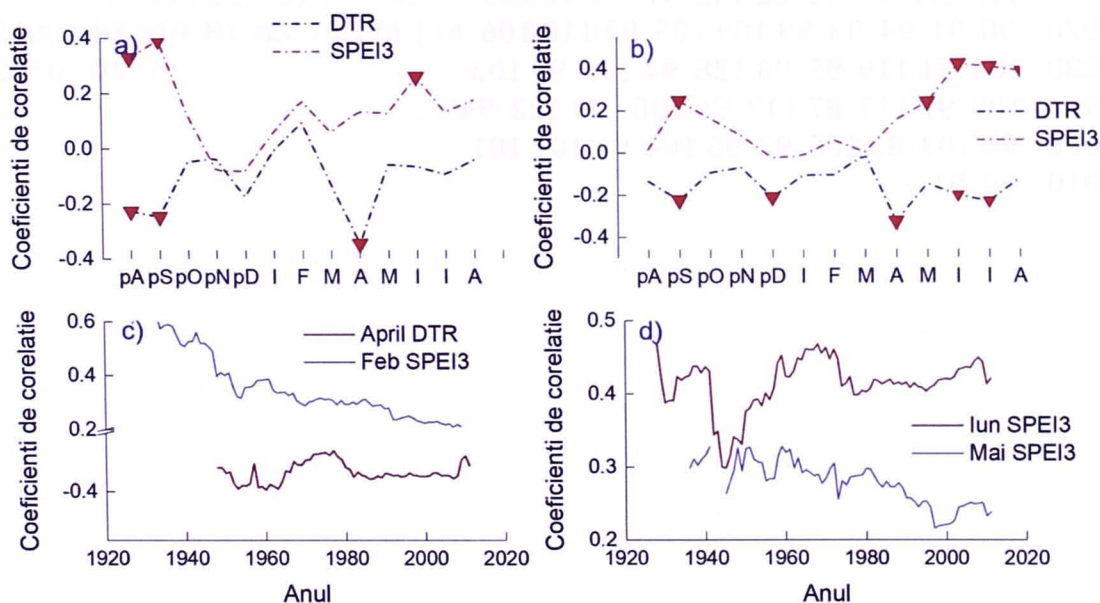 a)
DTR
SPEI3
Coeficienti de corelatie
0.4
0.2
0.0
-0.2
-0.4
pA pS pO pN pD I F M A M I I A
b)
DTR
SPEI3
Coeficienti de corelatie
0.4
0.2
0.0
-0.2
-0.4
pA pS pO pN pD I F M A M I I A
c)
April DTR
Feb SPEI3
Coeficienti de corelatie
0.6
0.4
0.2
0.2
-0.4
1920 1940 1960 1980 2000 2020
Anul
d)
Iun SPEI3
Mai SPEI3
Coeficienti de corelatie
0.5
0.4
0.3
0.2
1920 1940 1960 1980 2000 2020
Anul